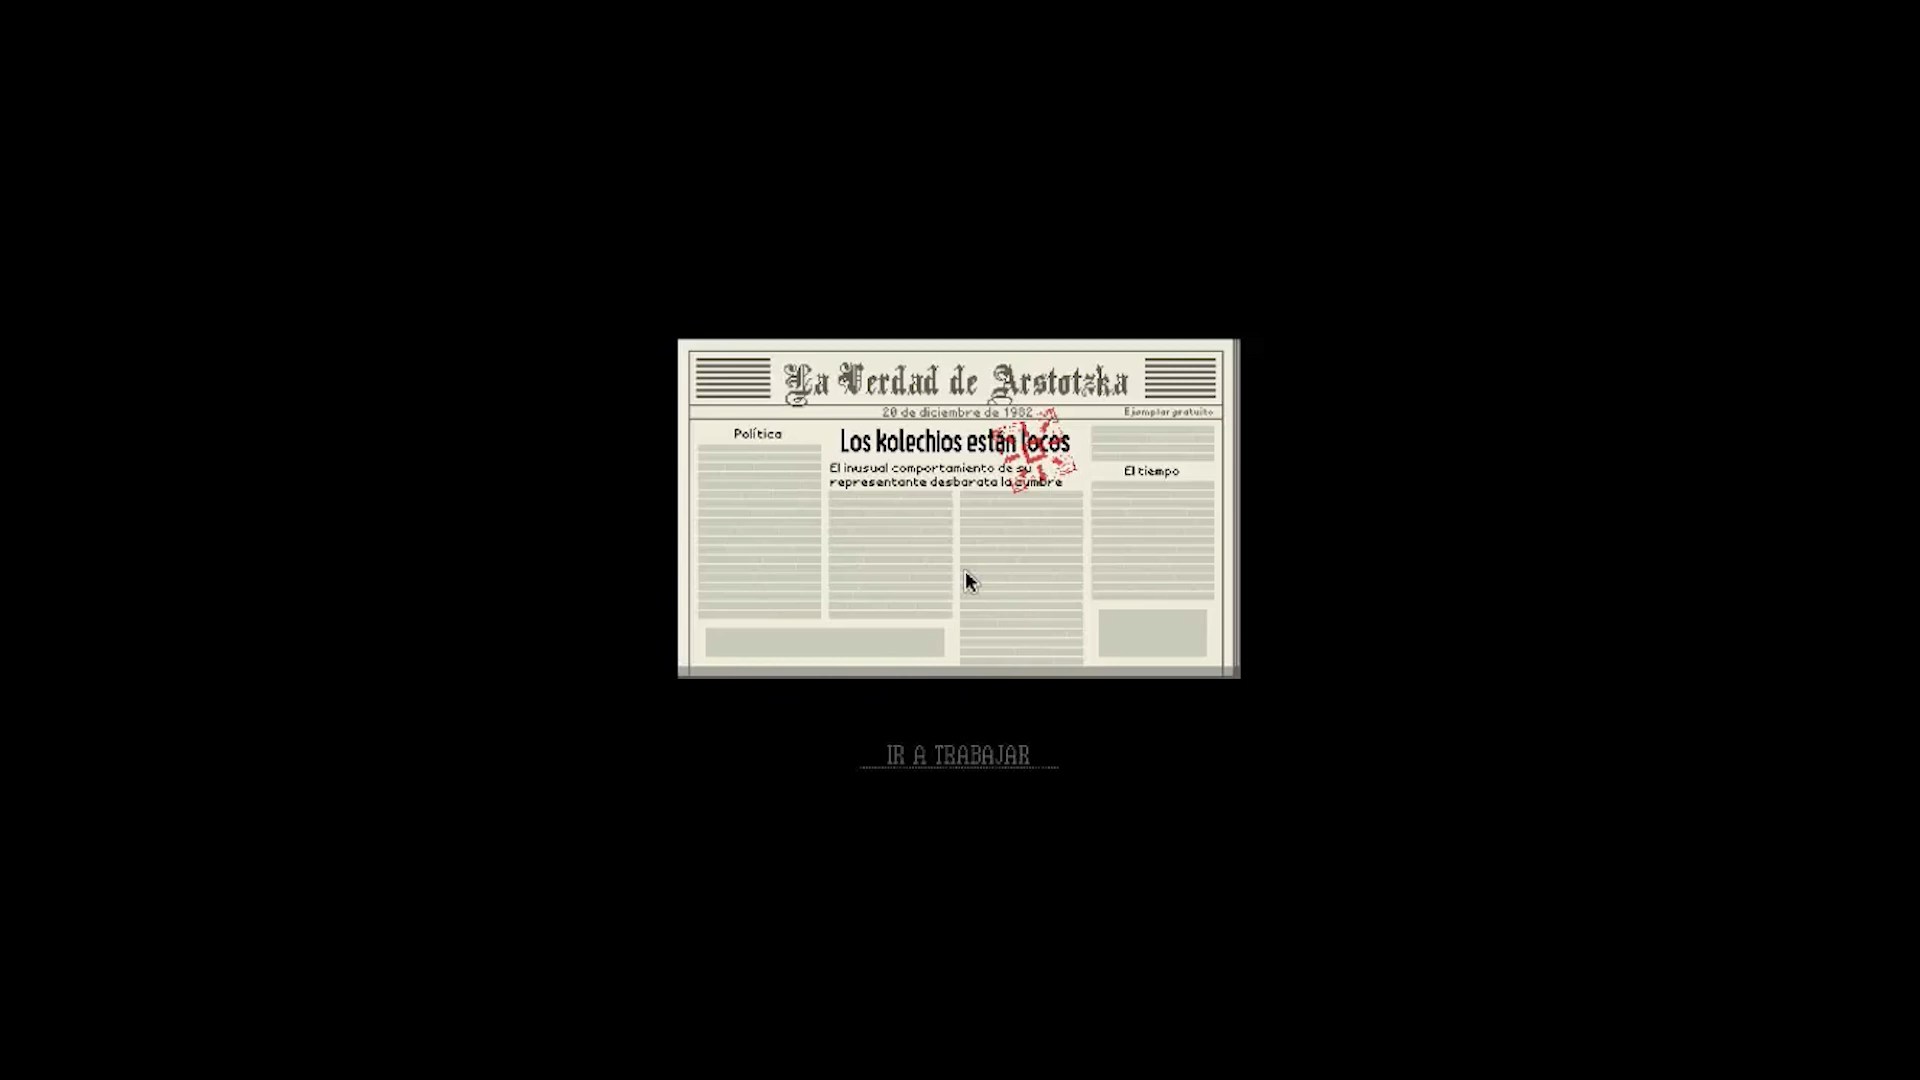 La Verdad de Arstotzka
20 de diciembre de 1982
Ejemplar gratuito
Política
Los kolechios están locos
El inusual comportamiento de su
representante desbarata la cumbre
El tiempo
IR A TRABAJAR